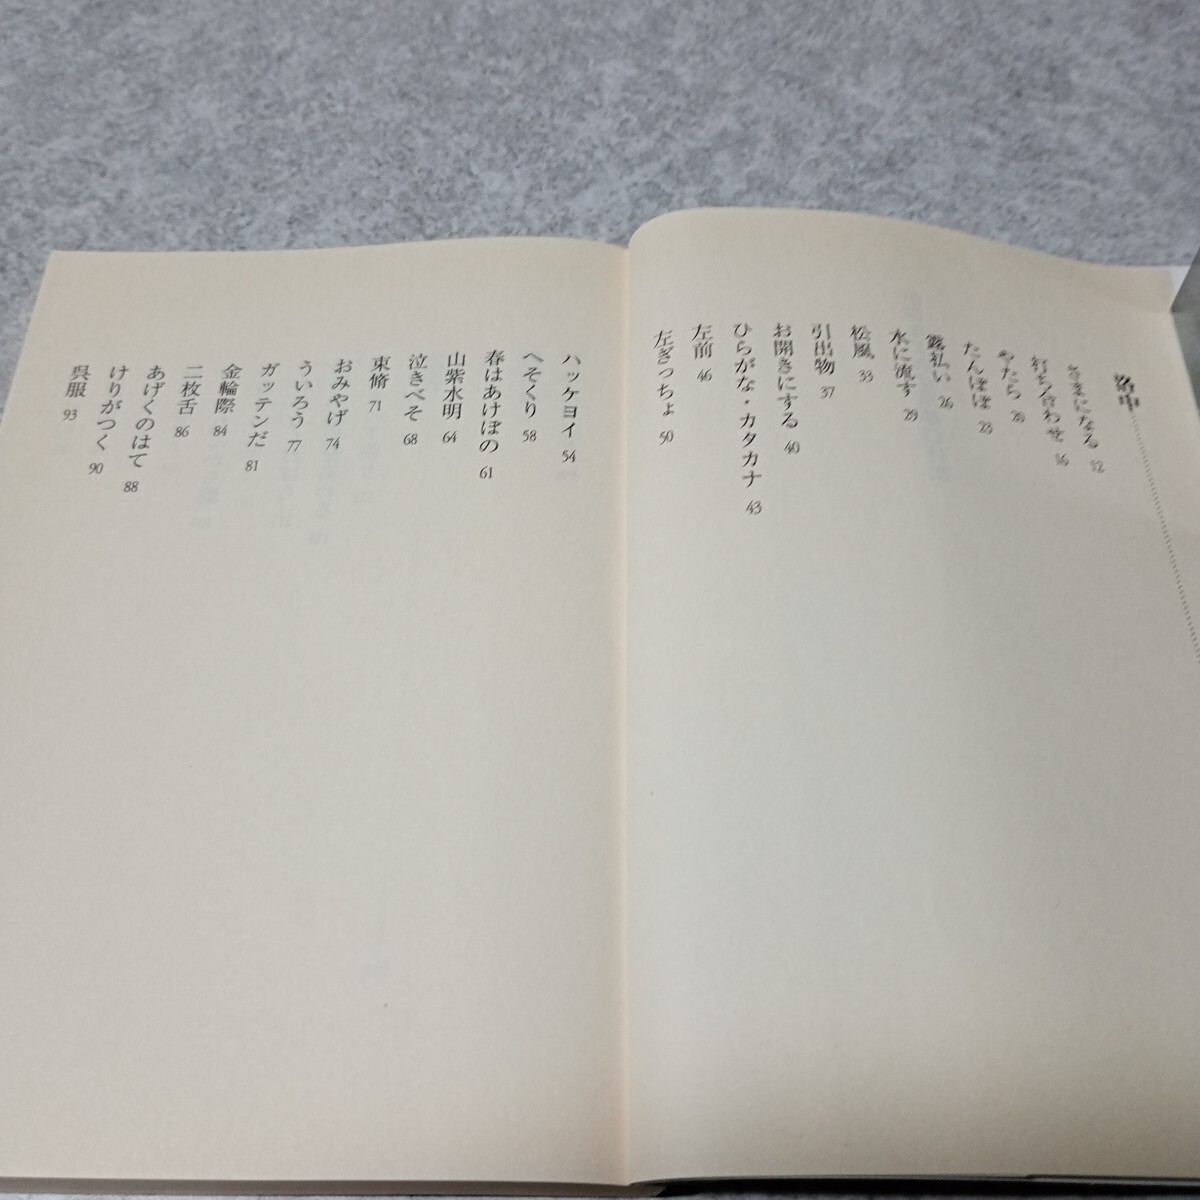 さまになる 12
打ち合わせ 16
やたら 20
たんぽぽ 23
露払い 26
水に流す 29
松風 33
引出物 37
お開きにする 40
ひらがな・カタカナ 43
左前 46
左ぎっちょ 50
ハッケヨイ 54
へそくり 58
春はあけぼの 61
山紫水明 64
泣きべそ 68
束脩 71
おみやげ 74
ういろう 77
ガッテンだ 81
金輪際 84
二枚舌 86
あげくのはて 88
けりがつく 90
呉服 93